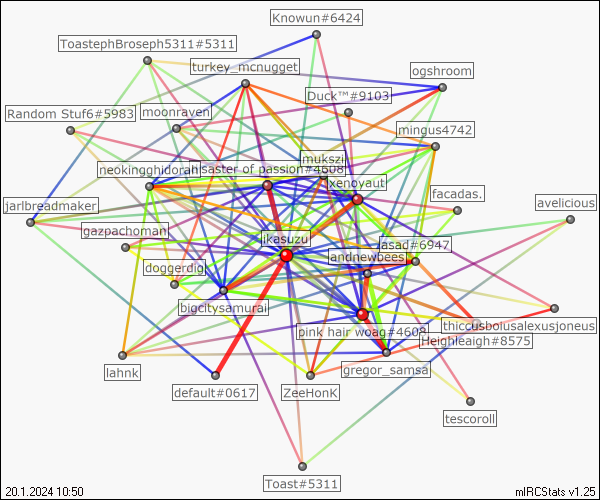 Knowun#6424
ToastephBroseph5311#5311
turkey_mcnugget
ogshroom
Duck™#9103
Random Stuf6#5983
moonraven
mingus4742
mukszi
neokingghidorah
isaster of passion#4608
xenoyaut
facadas.
jarlbreadmaker
avelicious
gazpachoman
ikasuzu
asad#6947
andnewbees
doggerdig
bigcitysamurai
pink hair woag#4608
thiccusbolusalexusjoneus
Heighleaigh#8575
lahnk
gregor_samsa
default#0617
ZeeHonK
tescoroll
Toast#5311
20.1.2024 10:50
mIRCStats v1.25